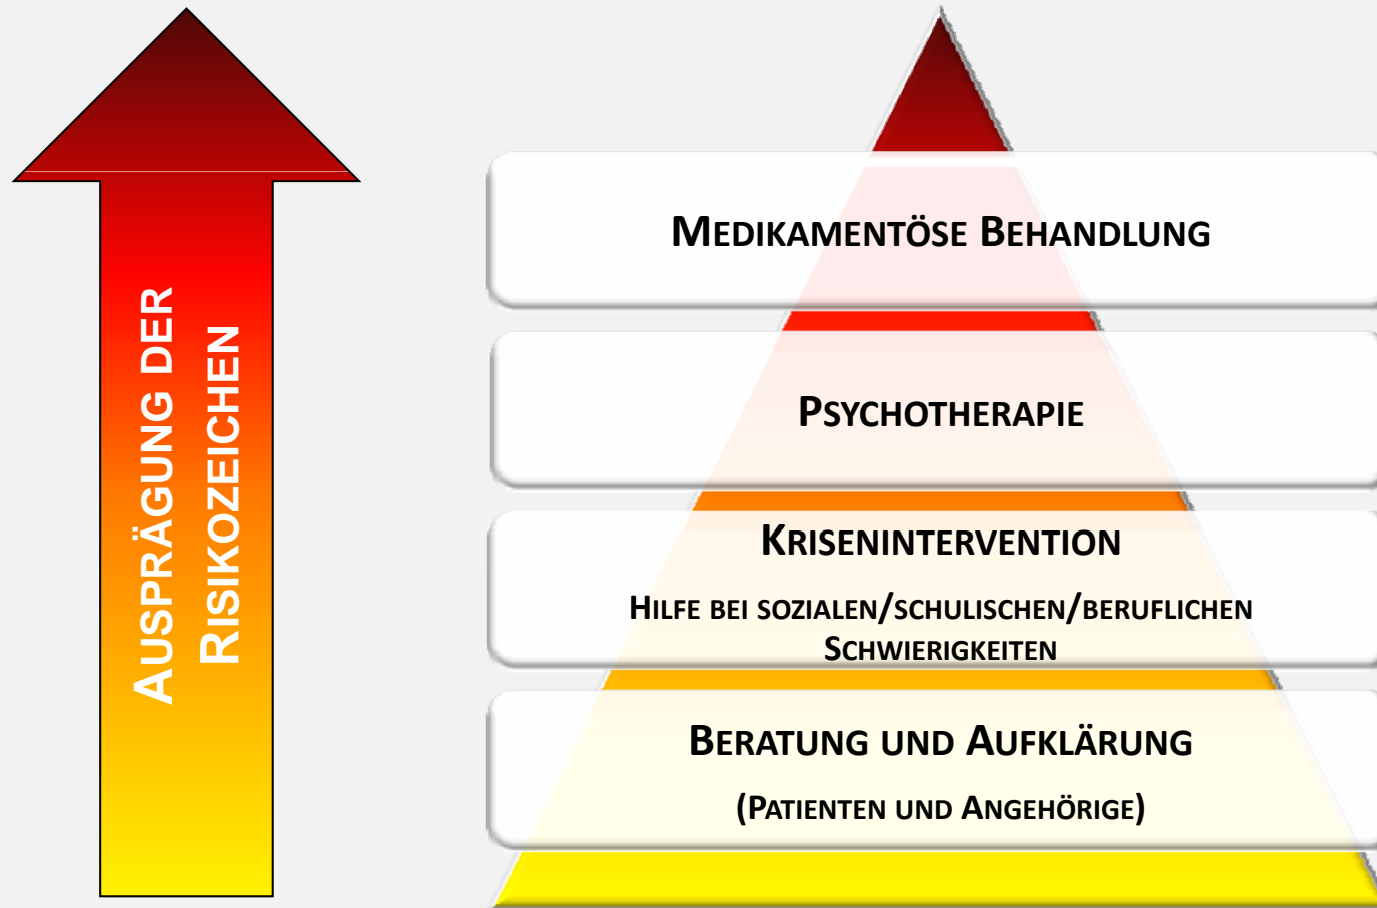 AUSPRÄGUNG DER
RISIKOZEICHEN
MEDIKAMENTÖSE BEHANDLUNG
PSYCHOTHERAPIE
KRISENINTERVENTION
HILFE BEI SOZIALEN/SCHULISCHEN/BERUFLICHEN
SCHWIERIGKEITEN
BERATUNG UND AUFKLÄRUNG
(PATIENTEN UND ANGEHÖRIGE)